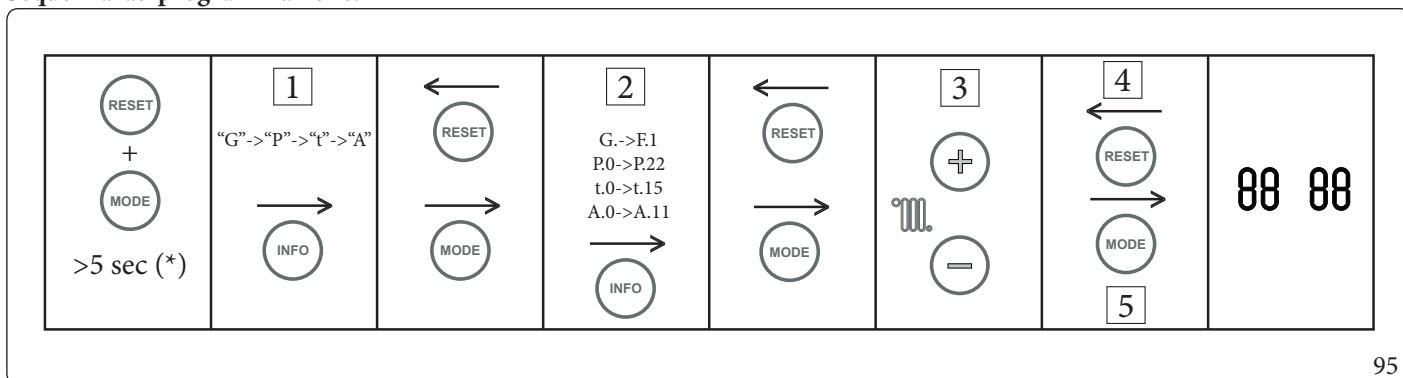 RESET
+
MODE
>5 sec (*)
1
“G”->“P”->“t”->“A”
INFO
RESET
MODE
2
G.->F.1
P.0->P.22
t.0->t.15
A.0->A.11
INFO
RESET
MODE
3
+
−
4
RESET
MODE
5
88 88
95